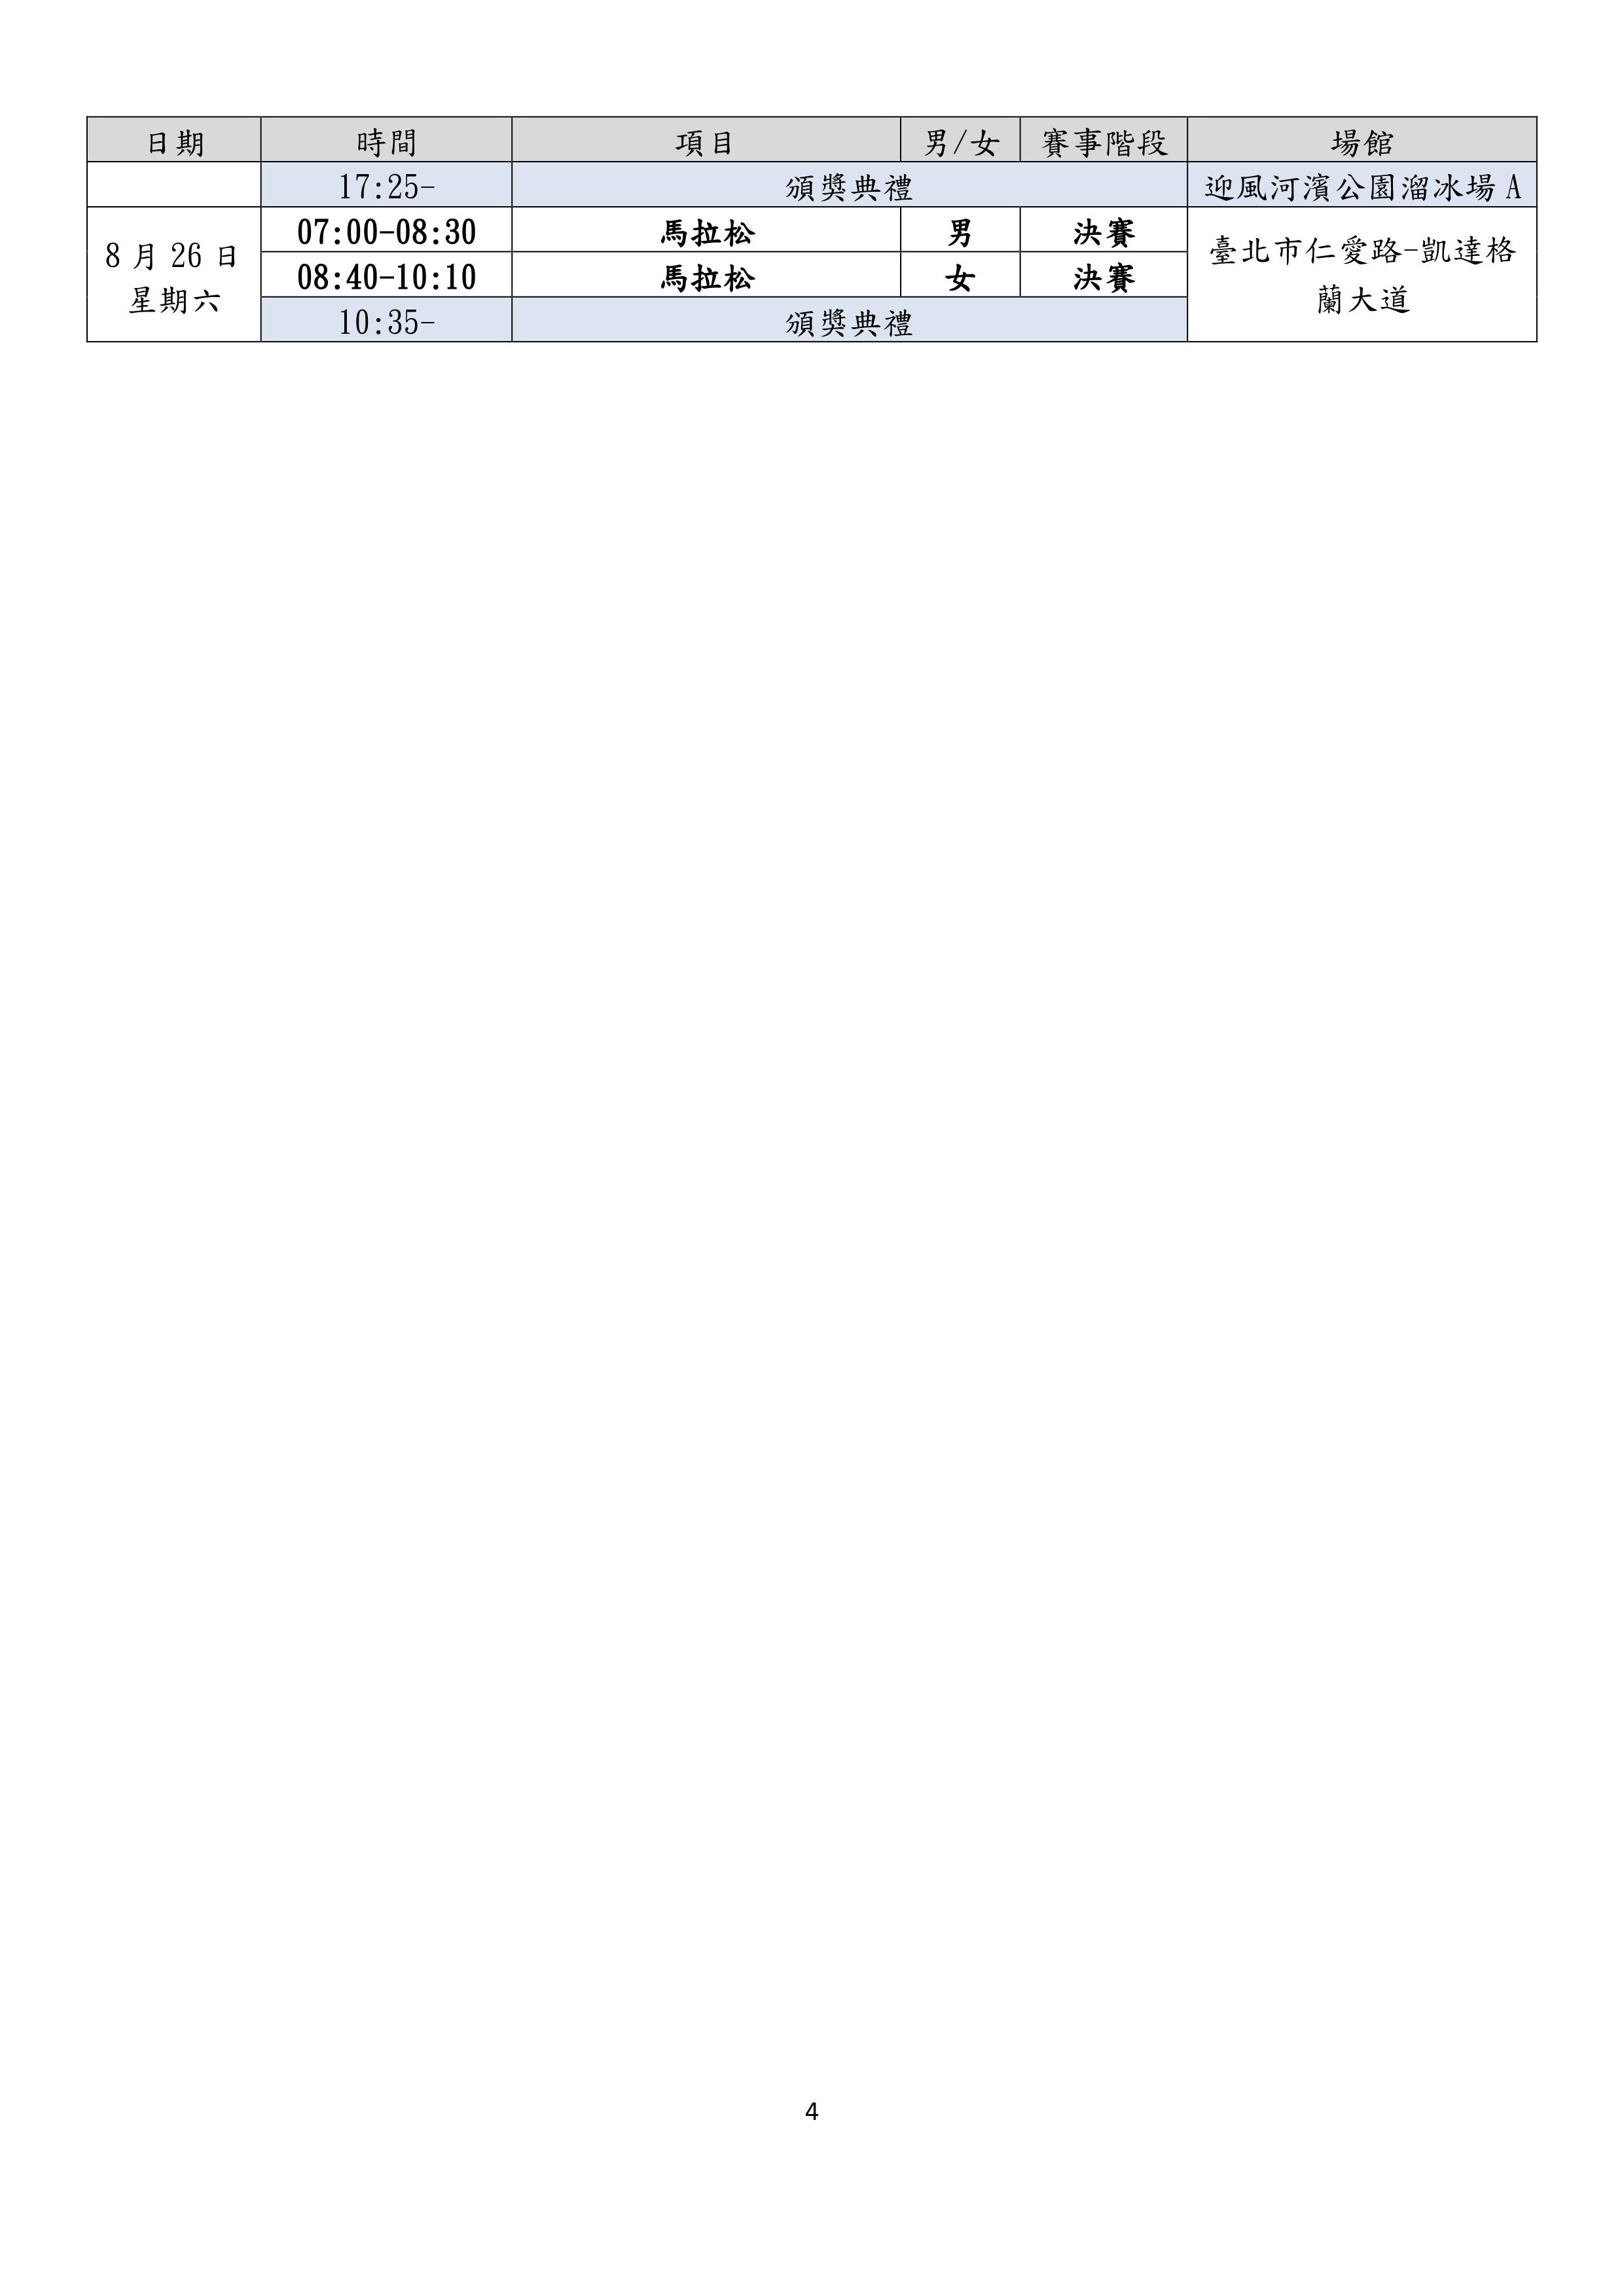 日期 時間 項目 男/女 賽事階段 場館
17:25- 頒獎典禮 迎風河濱公園溜冰場 A
8 月 26 日
星期六
07:00-08:30 馬拉松 男 決賽
08:40-10:10 馬拉松 女 決賽
10:35- 頒獎典禮
臺北市仁愛路-凱達格
蘭大道
4